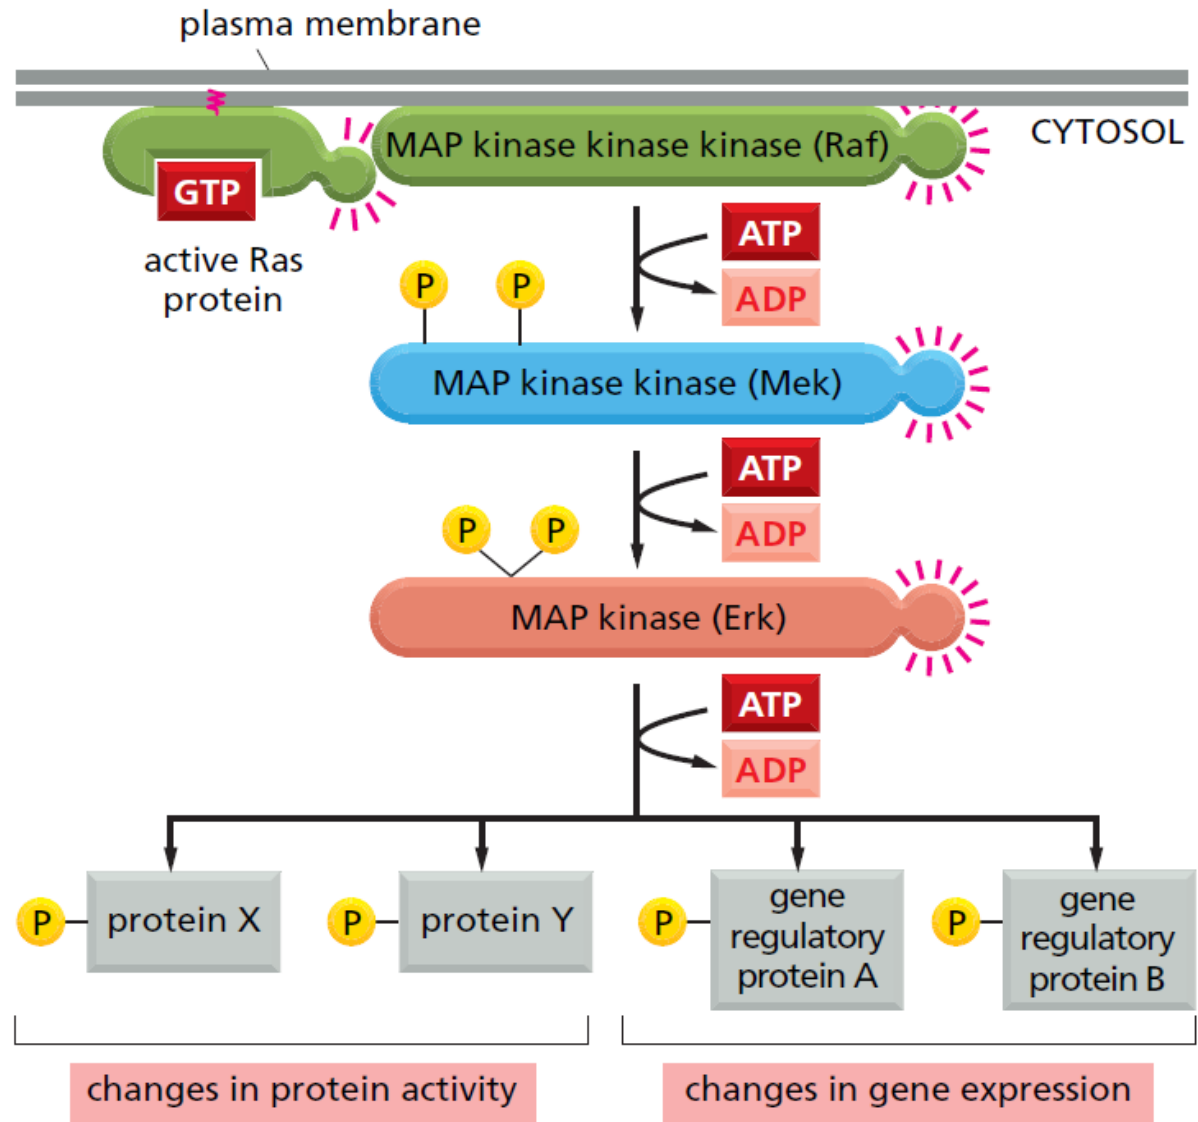 plasma membrane
MAP kinase kinase kinase (Raf)
CYTOSOL
GTP
active Ras
protein
ATP
ADP
P
P
MAP kinase kinase (Mek)
ATP
ADP
P
P
MAP kinase (Erk)
ATP
ADP
P
protein X
P
protein Y
P
gene
regulatory
protein A
P
gene
regulatory
protein B
changes in protein activity
changes in gene expression